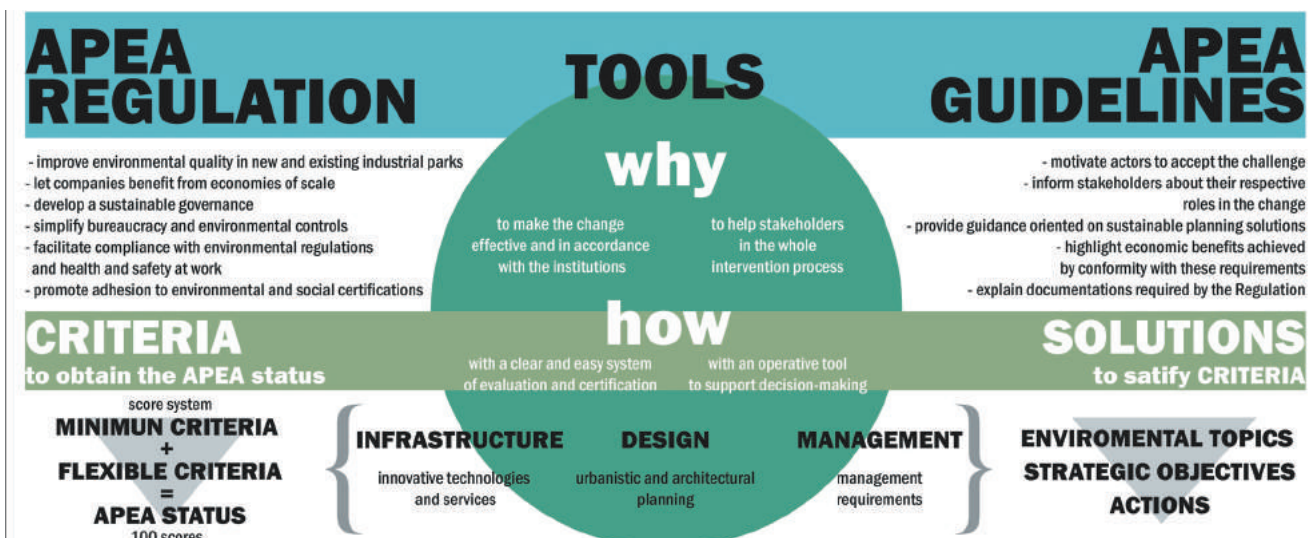 APEA
REGULATION
TOOLS
APEA
GUIDELINES
- improve environmental quality in new and existing industrial parks
- let companies benefit from economies of scale
- develop a sustainable governance
- simplify bureaucracy and environmental controls
- facilitate compliance with environmental regulations
and health and safety at work
- promote adhesion to environmental and social certifications
why
to make the change
effective and in accordance
with the institutions
to help stakeholders
in the whole
intervention process
- motivate actors to accept the challenge
- inform stakeholders about their respective
roles in the change
- provide guidance oriented on sustainable planning solutions
- highlight economic benefits achieved
by conformity with these requirements
- explain documentations required by the Regulation
CRITERIA
to obtain the APEA status
how
with a clear and easy system
of evaluation and certification
with an operative tool
to support decision-making
SOLUTIONS
to satify CRITERIA
score system
MINIMUN CRITERIA
+
FLEXIBLE CRITERIA
=
APEA STATUS
100 scores
INFRASTRUCTURE
innovative technologies
and services
DESIGN
urbanistic and architectural
planning
MANAGEMENT
management
requirements
ENVIROMENTAL TOPICS
STRATEGIC OBJECTIVES
ACTIONS